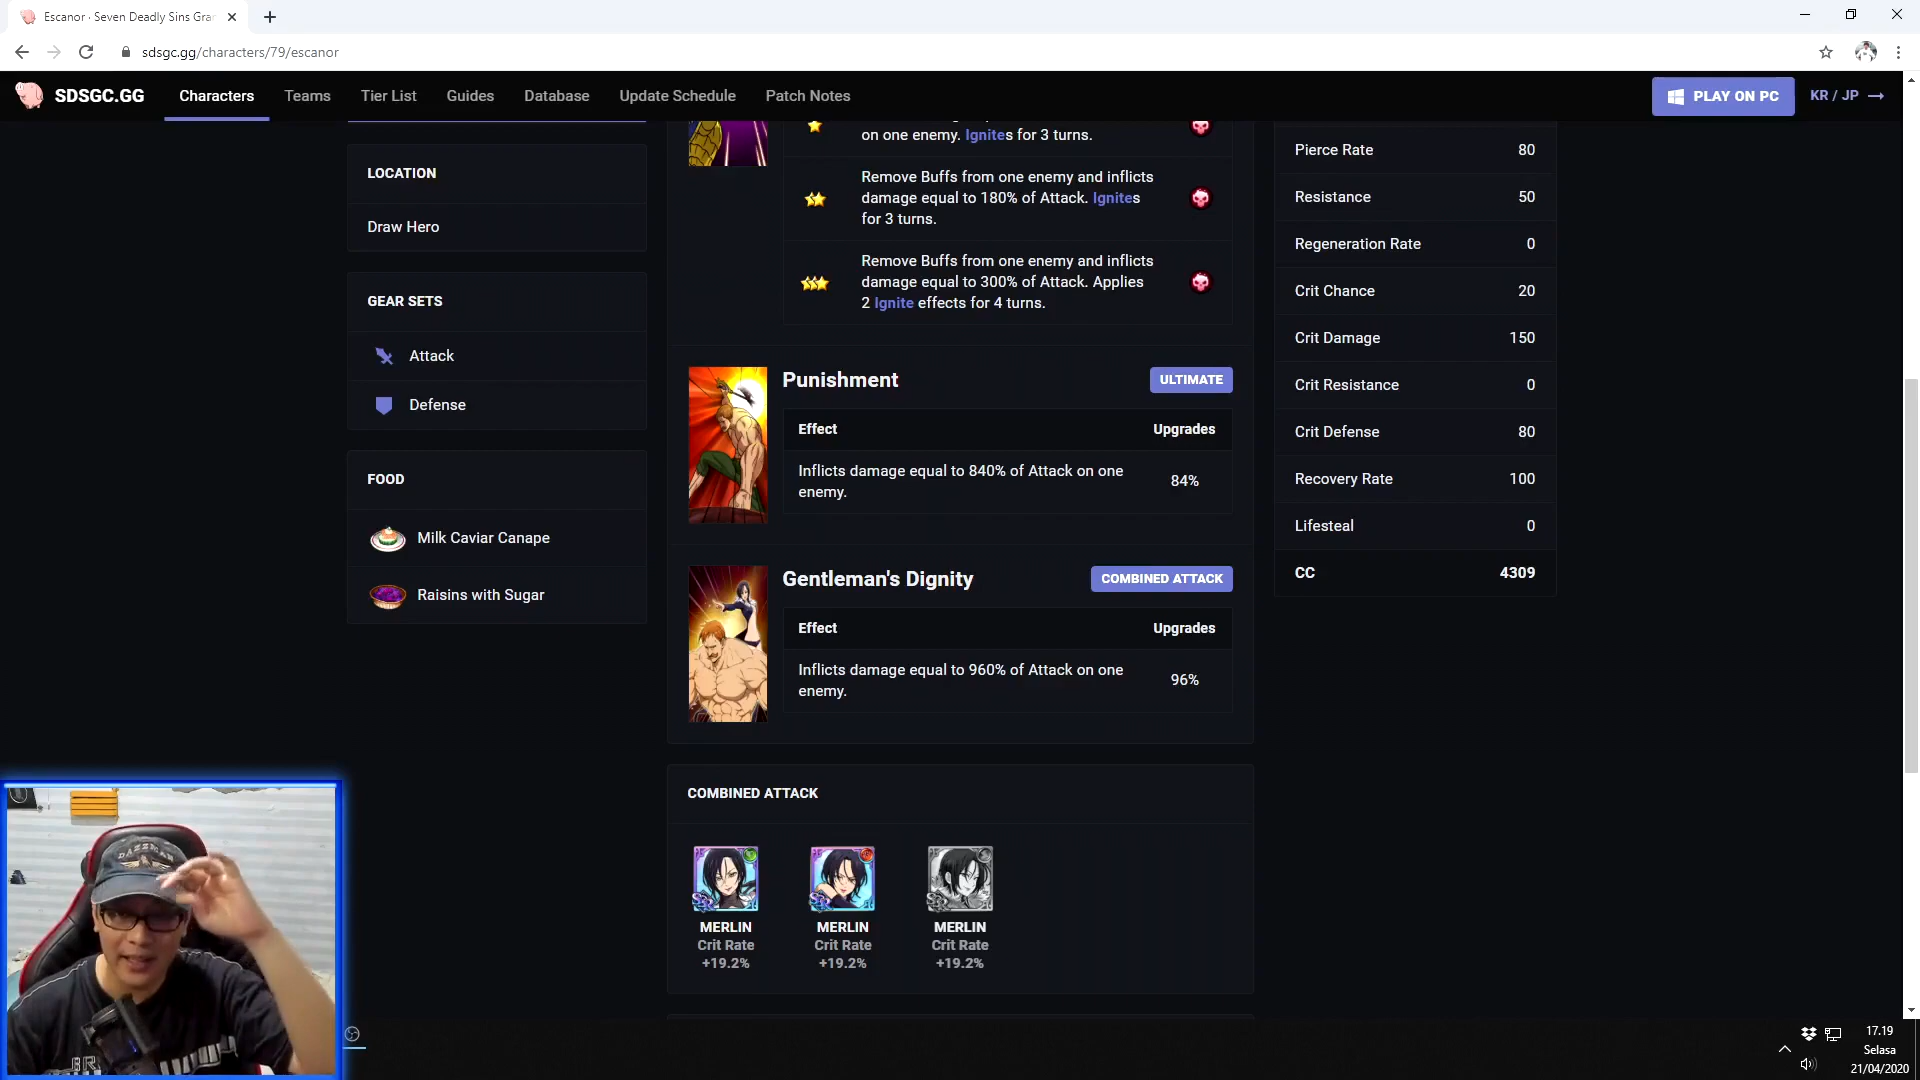 Escanor · Seven Deadly Sins Gra
sdsgc.gg/characters/79/escanor
SDSGC.GG
Characters
Teams
Tier List
Guides
Database
Update Schedule
Patch Notes
PLAY ON PC
KR / JP →
LOCATION
Draw Hero
GEAR SETS
Attack
Defense
FOOD
Milk Caviar Canape
Raisins with Sugar
on one enemy. Ignites for 3 turns.
Remove Buffs from one enemy and inflicts
damage equal to 180% of Attack. Ignites
for 3 turns.
Remove Buffs from one enemy and inflicts
damage equal to 300% of Attack. Applies
2 Ignite effects for 4 turns.
Punishment
ULTIMATE
Effect Upgrades
Inflicts damage equal to 840% of Attack on one
enemy.
84%
Gentleman's Dignity
COMBINED ATTACK
Effect Upgrades
Inflicts damage equal to 960% of Attack on one
enemy.
96%
COMBINED ATTACK
MERLIN
Crit Rate
+19.2%
MERLIN
Crit Rate
+19.2%
MERLIN
Crit Rate
+19.2%
Pierce Rate 80
Resistance 50
Regeneration Rate 0
Crit Chance 20
Crit Damage 150
Crit Resistance 0
Crit Defense 80
Recovery Rate 100
Lifesteal 0
CC 4309
DAZZMAN
BR
17.19
Selasa
21/04/2020